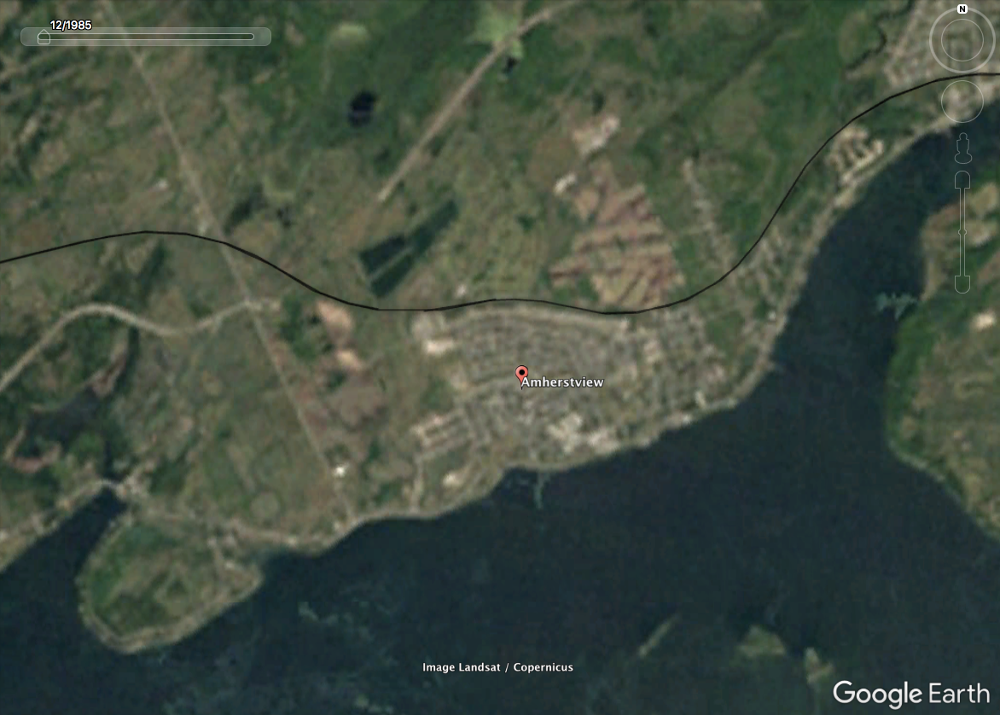 12/1985
N
Amherstview
Image Landsat / Copernicus
Google Earth